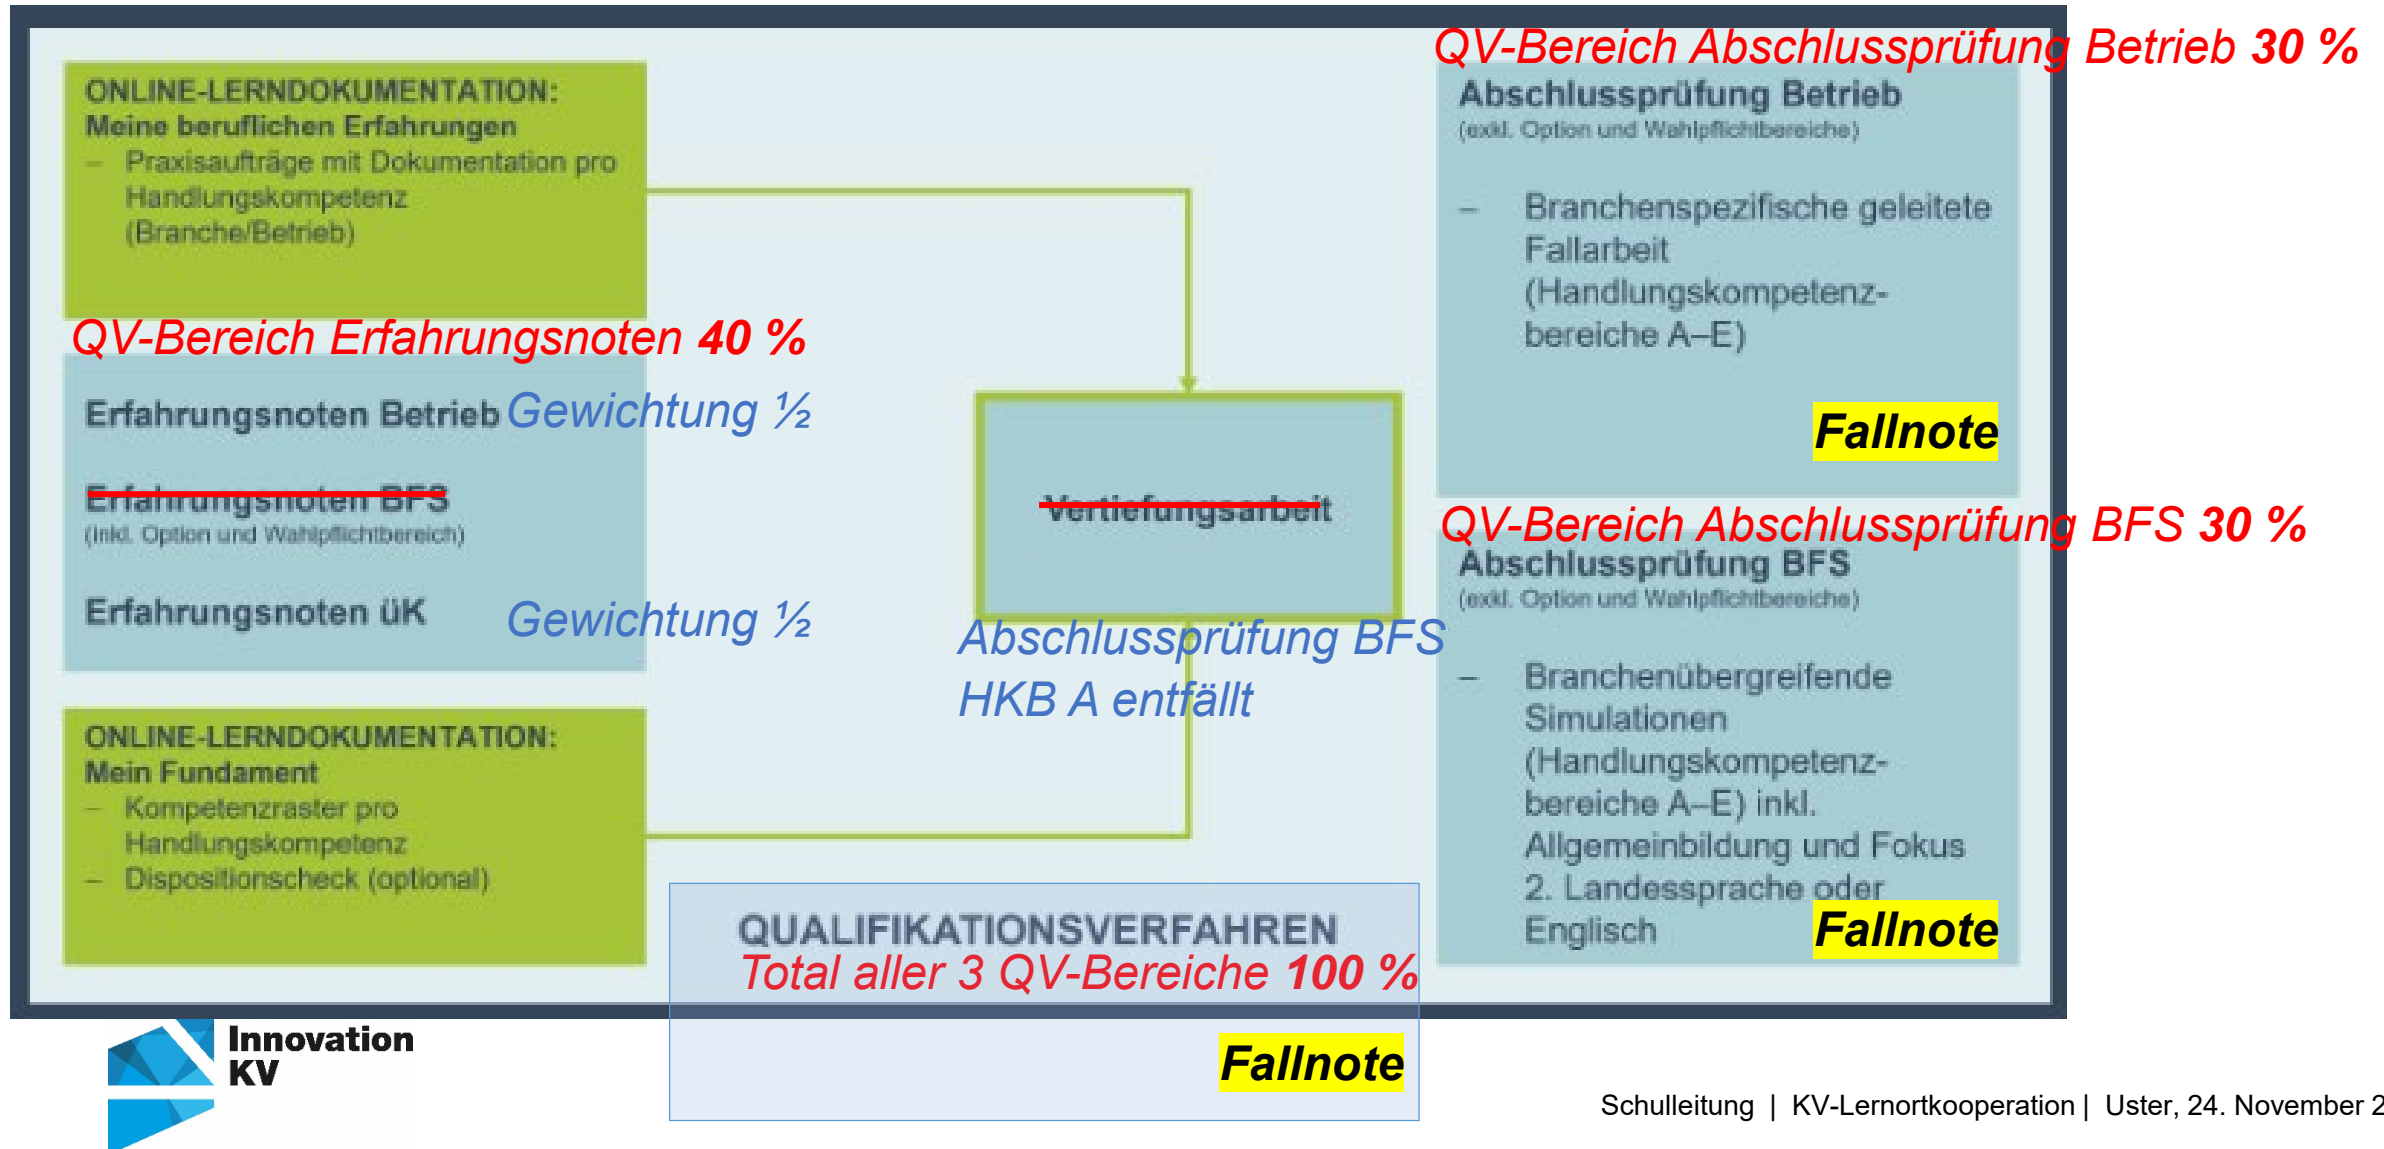 ONLINE-LERNDOKUMENTATION:
Meine beruflichen Erfahrungen
– Praxisaufträge mit Dokumentation pro
Handlungskompetenz
(Branche/Betrieb)
QV-Bereich Erfahrungsnoten 40 %
Erfahrungsnoten Betrieb Gewichtung ½
Erfahrungsnoten BFS
(inkl. Option und Wahlpflichtbereich)
Erfahrungsnoten üK Gewichtung ½
ONLINE-LERNDOKUMENTATION:
Mein Fundament
– Kompetenzraster pro
Handlungskompetenz
– Dispositionscheck (optional)
Vertiefungsarbeit
Abschlussprüfung BFS
HKB A entfällt
QV-Bereich Abschlussprüfung Betrieb 30 %
Abschlussprüfung Betrieb
(exkl. Option und Wahlpflichtbereiche)
– Branchenspezifische geleitete
Fallarbeit
(Handlungskompetenz-
bereiche A–E)
Fallnote
QV-Bereich Abschlussprüfung BFS 30 %
Abschlussprüfung BFS
(exkl. Option und Wahlpflichtbereiche)
– Branchenübergreifende
Simulationen
(Handlungskompetenz-
bereiche A–E) inkl.
Allgemeinbildung und Fokus
2. Landessprache oder
Englisch
Fallnote
QUALIFIKATIONSVERFAHREN
Total aller 3 QV-Bereiche 100 %
Fallnote
Innovation
KV
Schulleitung | KV-Lernortkooperation | Uster, 24. November 2